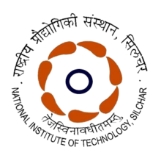 राष्ट्रीय प्रौद्योगिकी संस्थान, सिलचर
तेजस्विनावधीतमस्तु
NATIONAL INSTITUTE OF TECHNOLOGY, SILCHAR